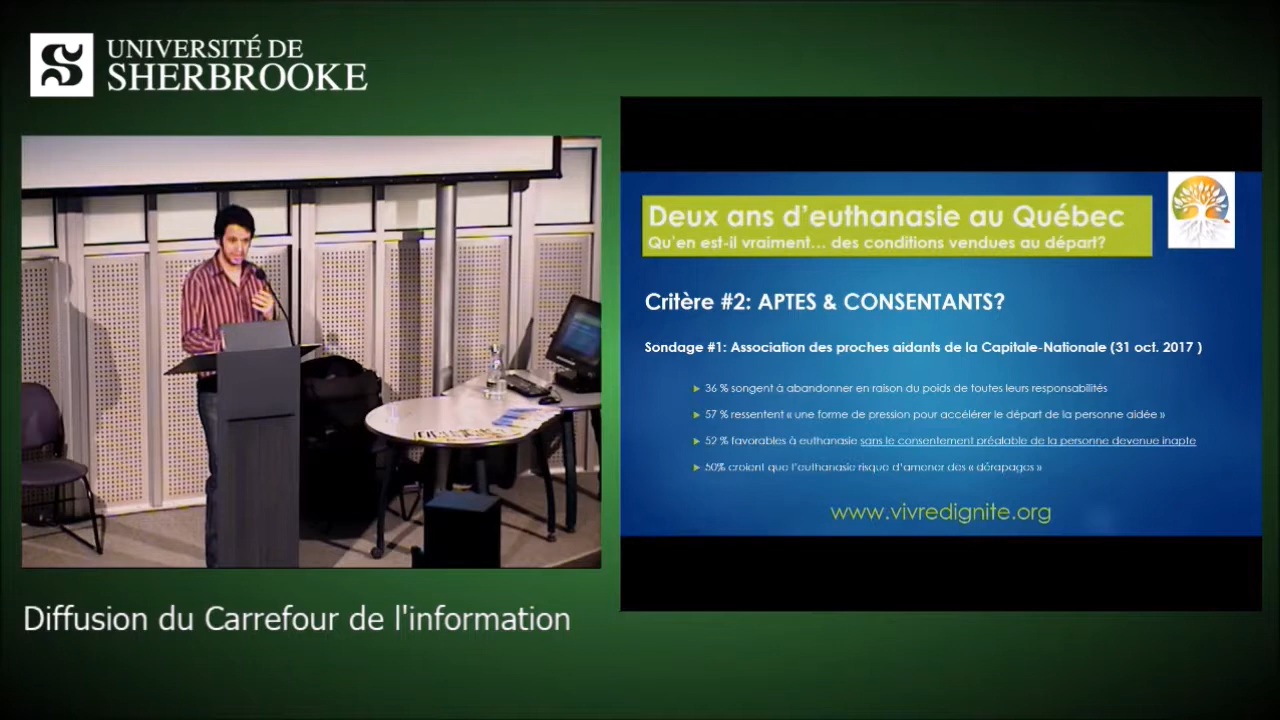 UNIVERSITÉ DE
SHERBROOKE
Deux ans d'euthanasie au Québec
Qu'en est-il vraiment... des conditions vendues au départ?
Critère #2: APTES & CONSENTANTS?
Sondage #1: Association des proches aidants de la Capitale-Nationale (31 oct. 2017 )
36 % songent à abandonner en raison du poids de toutes leurs responsabilités
57 % ressentent « une forme de pression pour accélérer le départ de la personne aidée »
52 % favorables à euthanasie sans le consentement préalable de la personne devenue inapte
50% croient que l'euthanasie risque d'amener des « dérapages »
www.vivredignite.org
Diffusion du Carrefour de l'information